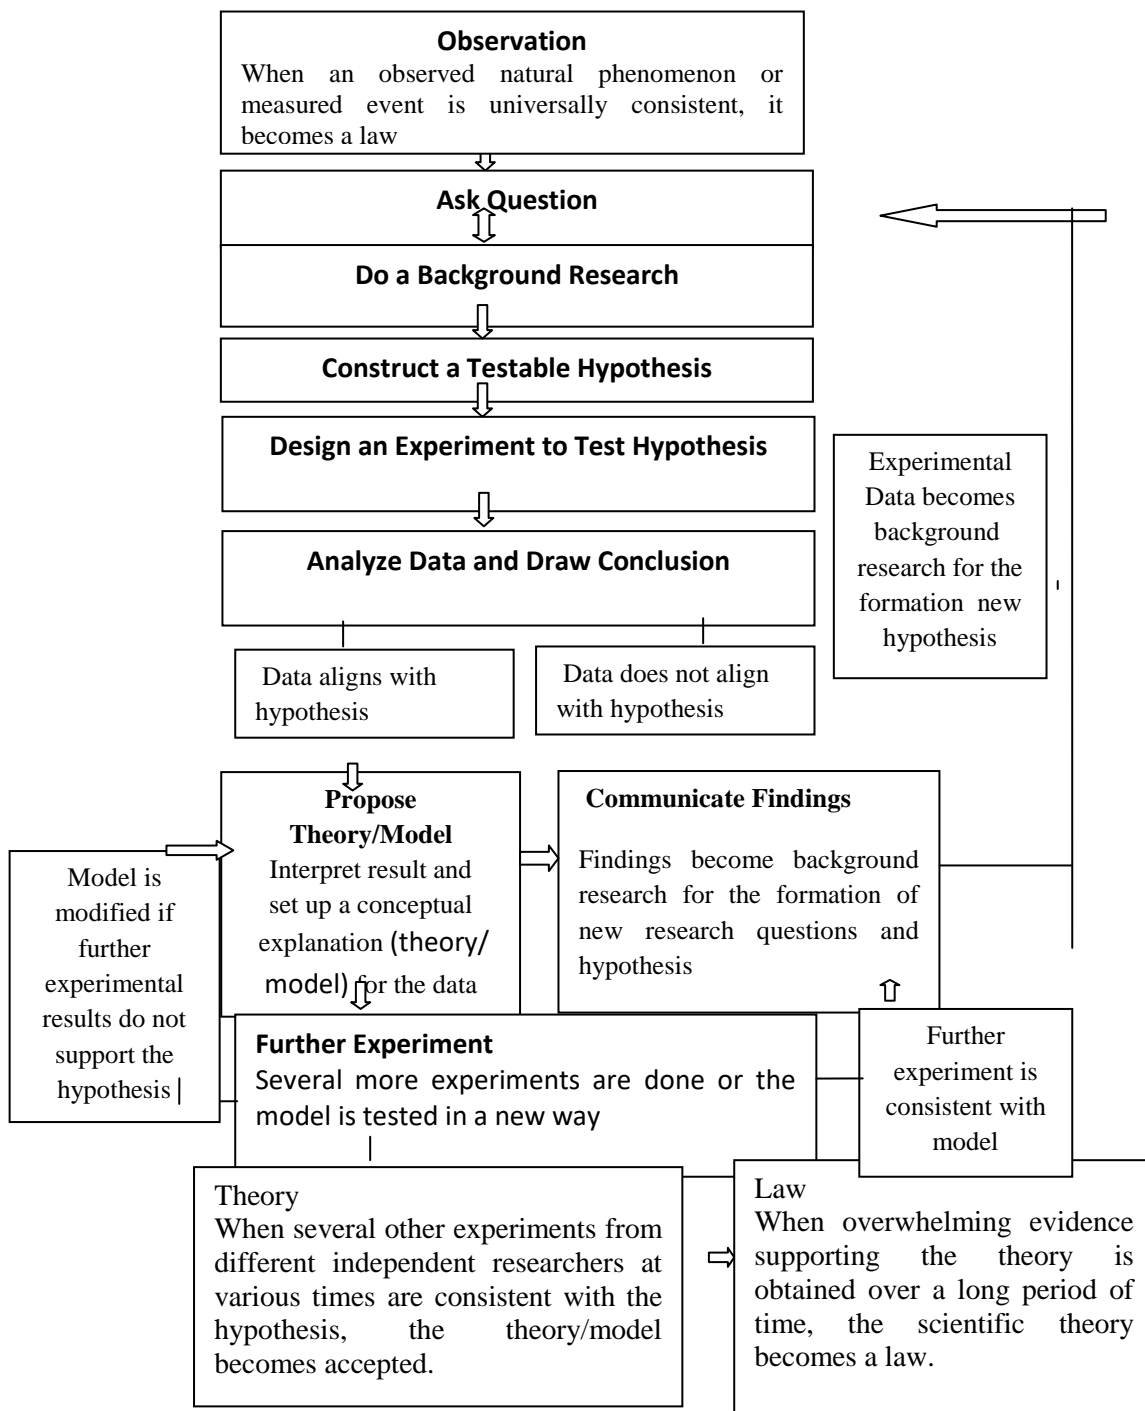 Observation
When an observed natural phenomenon or
measured event is universally consistent, it
becomes a law
Ask Question
Do a Background Research
Construct a Testable Hypothesis
Design an Experiment to Test Hypothesis
Experimental
Data becomes
background
research for the
formation new
hypothesis
Analyze Data and Draw Conclusion
Data aligns with
hypothesis
Data does not align
with hypothesis
Propose
Theory/Model
Interpret result and
set up a conceptual
explanation (theory/
model) for the data
Communicate Findings
Findings become background
research for the formation of
new research questions and
hypothesis
Model is
modified if
further
experimental
results do not
support the
hypothesis
Further Experiment
Several more experiments are done or the
model is tested in a new way
Further
experiment is
consistent with
model
Theory
When several other experiments from
different independent researchers at
various times are consistent with the
hypothesis, the theory/model
becomes accepted.
Law
When overwhelming evidence
supporting the theory is
obtained over a long period of
time, the scientific theory
becomes a law.